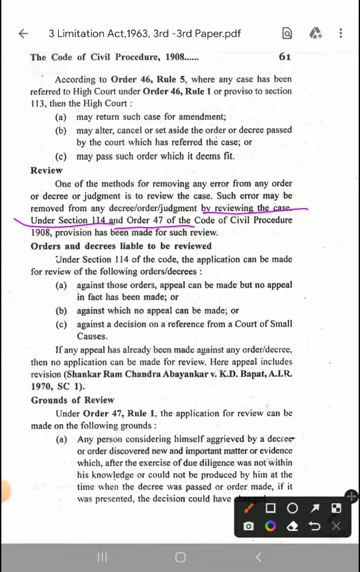 3 Limitation Act,1963, 3rd -3rd Paper.pdf
The Code of Civil Procedure, 1908...... 61
According to Order 46, Rule 5, where any case has been
referred to High Court under Order 46, Rule 1 or proviso to section
113, then the High Court :
(a) may return such case for amendment;
(b) may alter, cancel or set aside the order or decree passed
by the court which has referred the case; or
(c) may pass such order which it deems fit.
Review
One of the methods for removing any error from any order
or decree or judgment is to review the case. Such error may be
removed from any decree/order/judgment by reviewing the case.
Under Section 114 and Order 47 of the Code of Civil Procedure
1908, provision has been made for such review.
Orders and decrees liable to be reviewed
Under Section 114 of the code, the application can be made
for review of the following orders/decrees :
(a) against those orders, appeal can be made but no appeal
in fact has been made; or
(b) against which no appeal can be made; or
(c) against a decision on a reference from a Court of Small
Causes.
If any appeal has already been made against any order/decree,
then no application can be made for review. Here appeal includes
revision (Shankar Ram Chandra Abayankar v. K.D. Bapat, A.I.R.
1970, SC 1).
Grounds of Review
Under Order 47, Rule 1, the application for review can be
made on the following grounds :
(a) Any person considering himself aggrieved by a decree
or order discovered new and important matter or evidence
which, after the exercise of due diligence was not within
his knowledge or could not be produced by him at the
time when the decree was passed or order made, if it
was presented, the decision could have